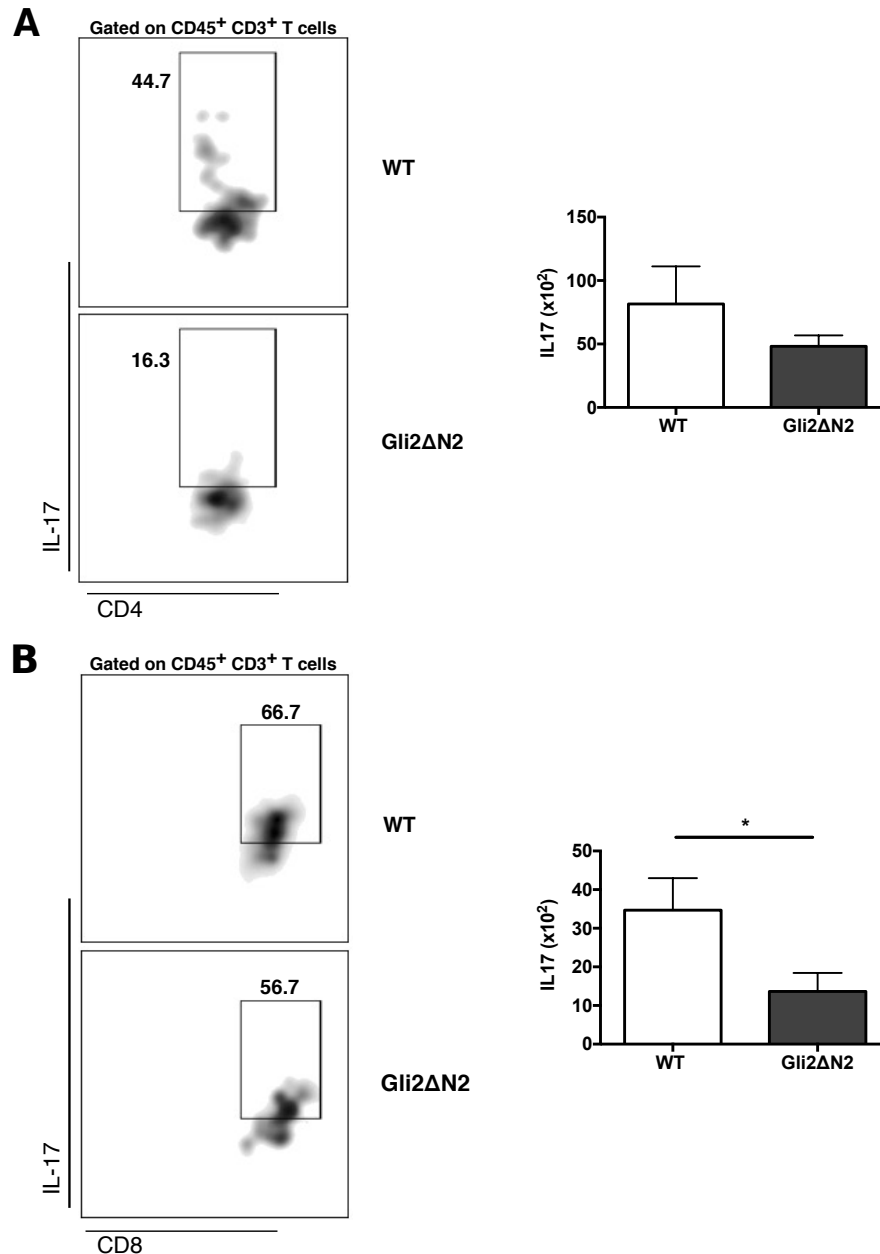 A
Gated on CD45+ CD3+ T cells
44.7
WT
16.3
Gli2ΔN2
IL-17
CD4
150
100
50
0
IL17 (x10²)
WT Gli2ΔN2
B
Gated on CD45+ CD3+ T cells
66.7
WT
56.7
Gli2ΔN2
IL-17
CD8
*
50
40
30
20
10
0
IL17 (x10²)
WT Gli2ΔN2